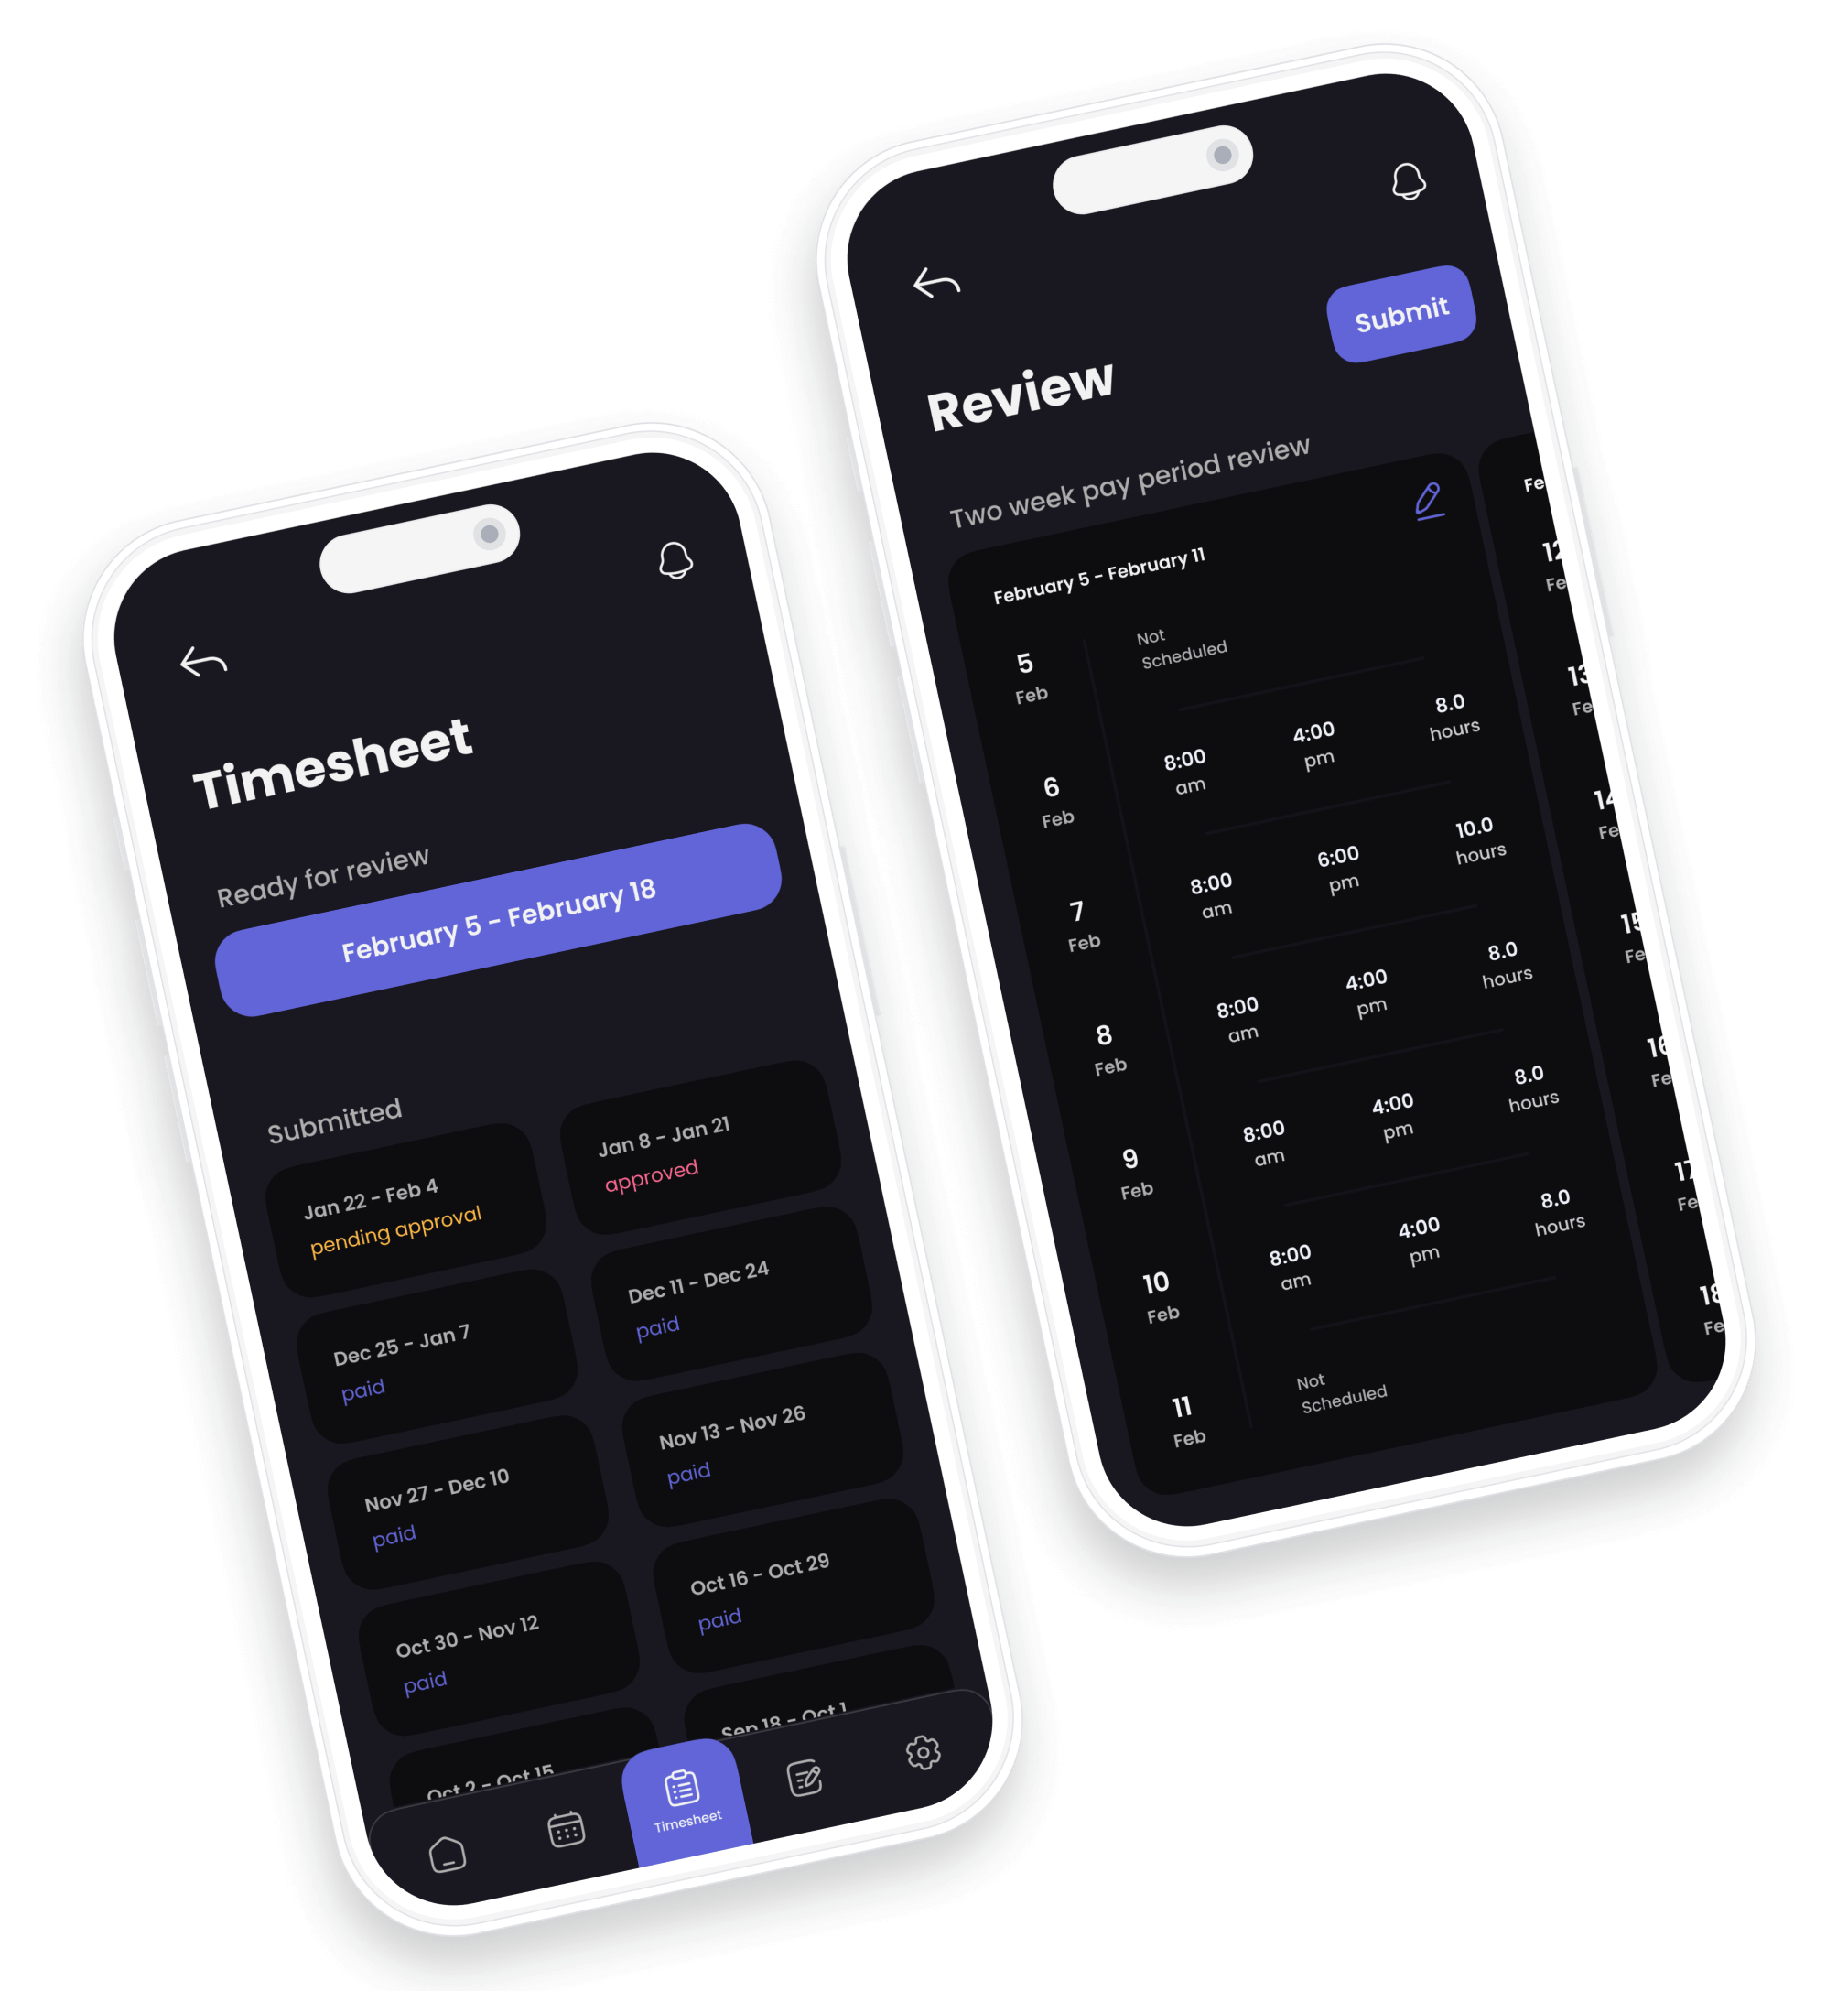 Timesheet
Ready for review
February 5 - February 18
Submitted
Jan 22 - Feb 4
pending approval
Jan 8 - Jan 21
approved
Dec 25 - Jan 7
paid
Dec 11 - Dec 24
paid
Nov 27 - Dec 10
paid
Nov 13 - Nov 26
paid
Oct 30 - Nov 12
paid
Oct 16 - Oct 29
paid
Oct 2 - Oct 15
Sep 18 - Oct 1
Timesheet
Submit
Review
Two week pay period review
February 5 - February 11
5
Feb
Not
Scheduled
6
Feb
8:00
am
4:00
pm
8.0
hours
7
Feb
8:00
am
6:00
pm
10.0
hours
8
Feb
8:00
am
4:00
pm
8.0
hours
9
Feb
8:00
am
4:00
pm
8.0
hours
10
Feb
8:00
am
4:00
pm
8.0
hours
11
Feb
Not
Scheduled
Fe
12
Fe
13
Fe
14
Fe
15
Fe
16
Fe
17
Fe
18
Fe